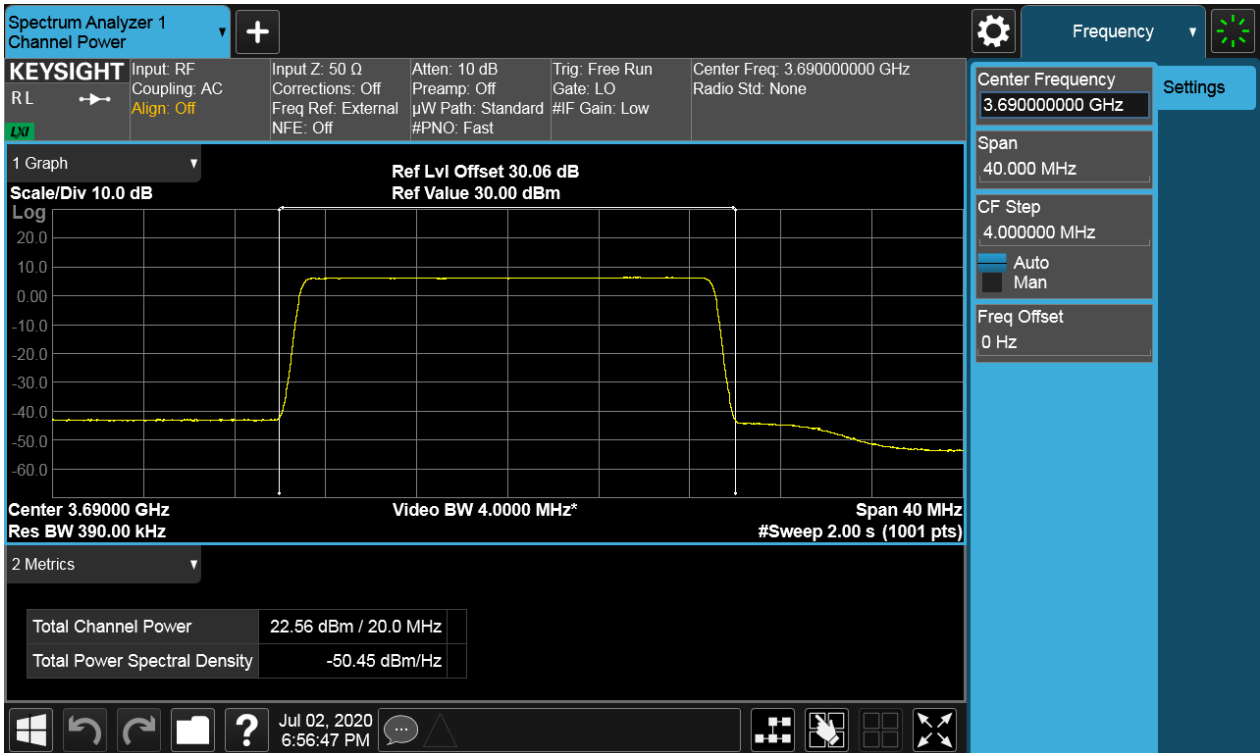 Spectrum Analyzer 1
Channel Power
+
Frequency
KEYSIGHT
RL
LXI
Input: RF
Coupling: AC
Align: Off
Input Z: 50 Ω
Corrections: Off
Freq Ref: External
NFE: Off
Atten: 10 dB
Preamp: Off
µW Path: Standard
#PNO: Fast
Trig: Free Run
Gate: LO
#IF Gain: Low
Center Freq: 3.690000000 GHz
Radio Std: None
Center Frequency
3.690000000 GHz
Settings
Span
40.000 MHz
CF Step
4.000000 MHz
Auto
Man
Freq Offset
0 Hz
1 Graph
Ref Lvl Offset 30.06 dB
Scale/Div 10.0 dB
Ref Value 30.00 dBm
Log
20.0
10.0
0.00
-10.0
-20.0
-30.0
-40.0
-50.0
-60.0
Center 3.69000 GHz
Video BW 4.0000 MHz*
Span 40 MHz
Res BW 390.00 kHz
#Sweep 2.00 s (1001 pts)
2 Metrics
Total Channel Power 22.56 dBm / 20.0 MHz
Total Power Spectral Density -50.45 dBm/Hz
?
Jul 02, 2020
6:56:47 PM